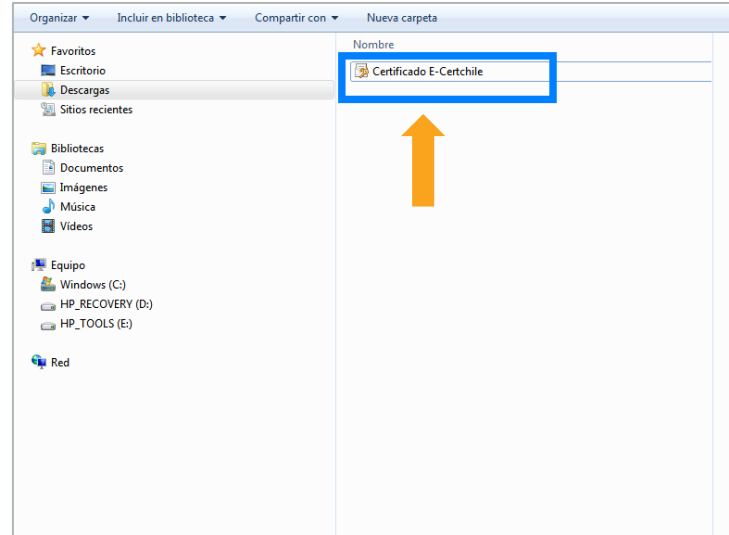 Organizar Incluir en biblioteca Compartir con Nueva carpeta
Favoritos
Escritorio
Descargas
Sitios recientes
Bibliotecas
Documentos
Imágenes
Música
Vídeos
Equipo
Windows (C:)
HP_RECOVERY (D:)
HP_TOOLS (E:)
Red
Nombre
Certificado E-Certchile